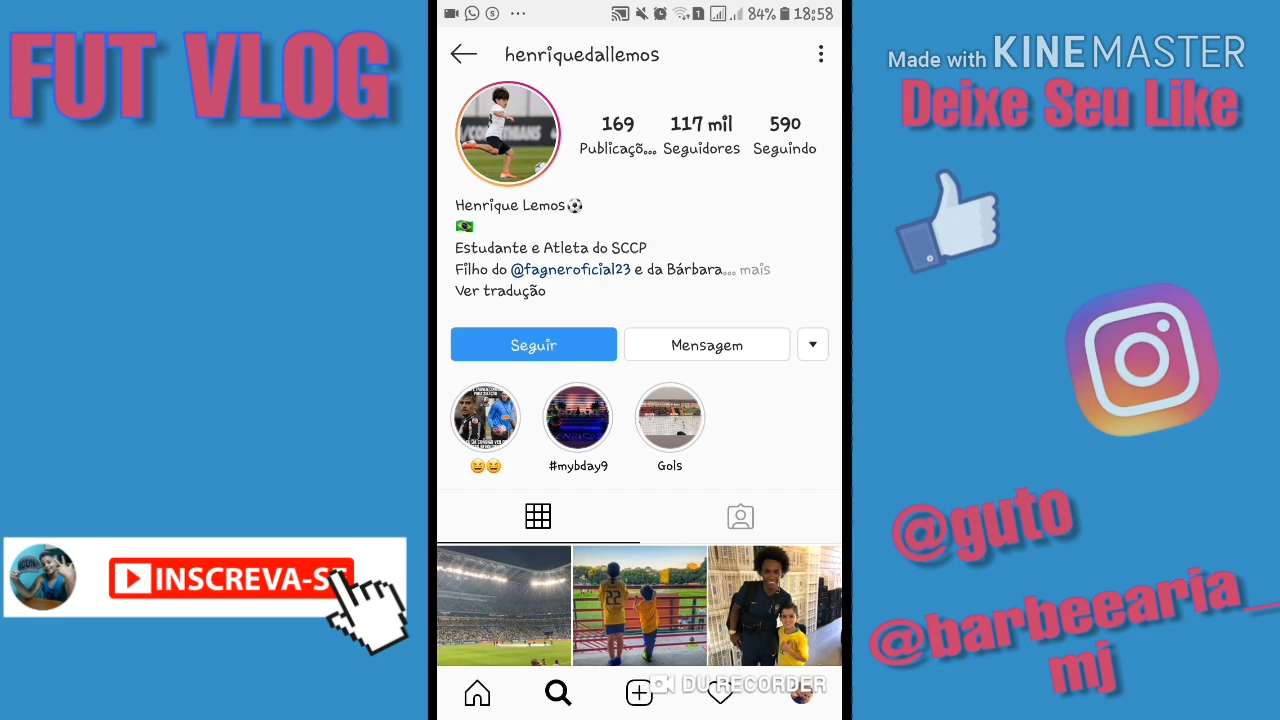 FUT VLOG
INSCREVA-SE
84% 18:58
henriquedallemos
169 117 mil 590
Publicaçõ... Seguidores Seguindo
Henrique Lemos⚽
🇧🇷
Estudante e Atleta do SCCP
Filho do @fagneroficial23 e da Bárbara... mais
Ver tradução
Seguir Mensagem
😆😆 #mybday9 Gols
DU RECORDER
Made with KINEMASTER
Deixe Seu Like
@guto
@barbeearia_
mj